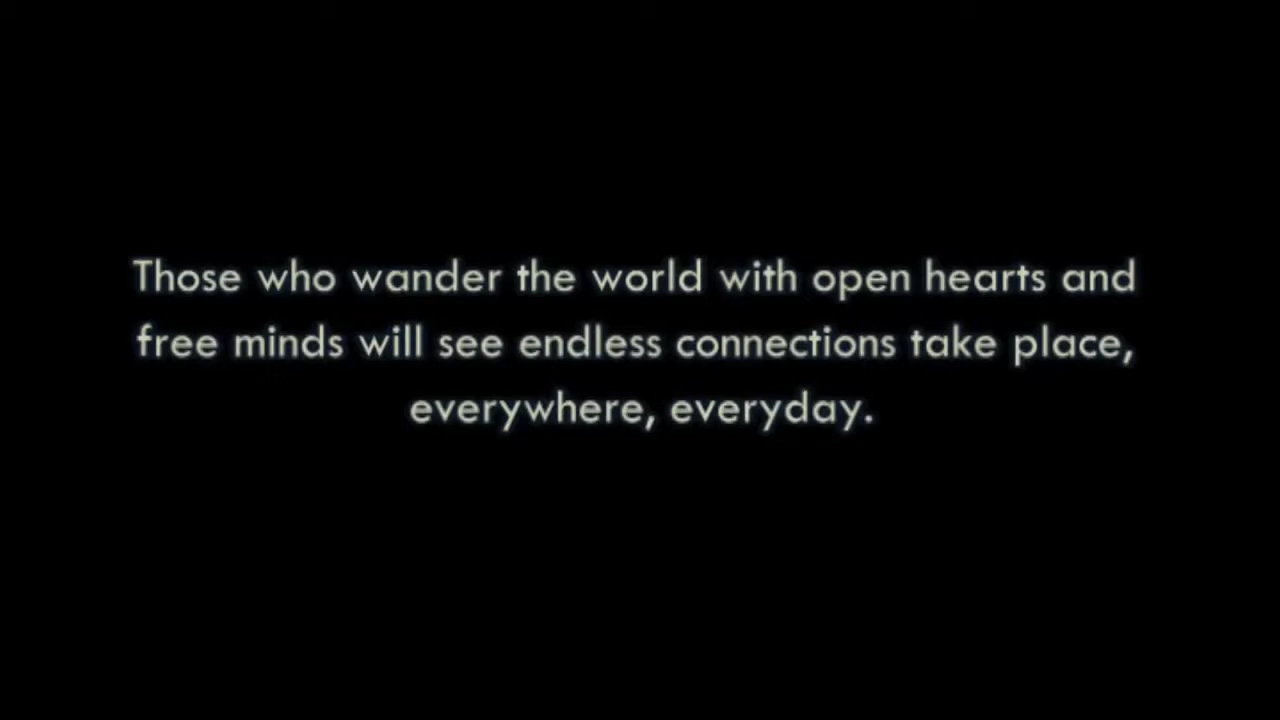 Those who wander the world with open hearts and
free minds will see endless connections take place,
everywhere, everyday.